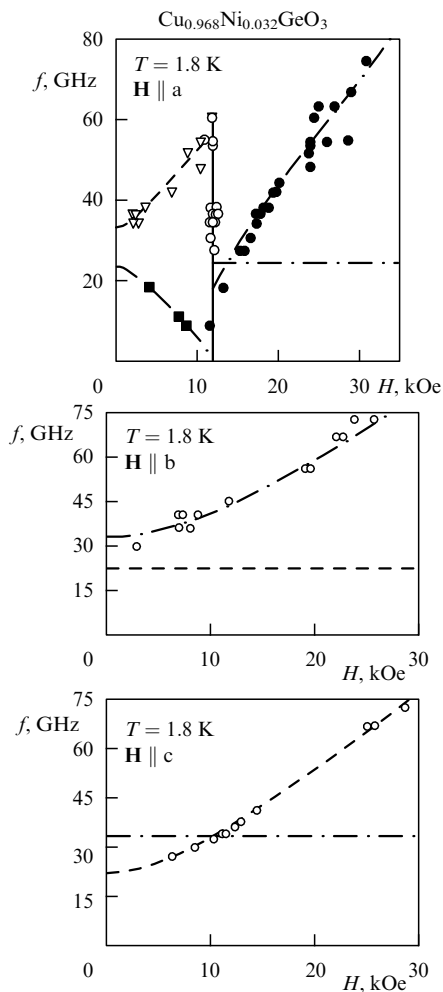 Cu0.968Ni0.032GeO3
f, GHz
T = 1.8 K
H || a
80
60
40
20
0
10
20
30
H, kOe
f, GHz
T = 1.8 K
H || b
75
60
45
30
15
0
10
20
30
H, kOe
f, GHz
T = 1.8 K
H || c
75
60
45
30
15
0
10
20
30
H, kOe